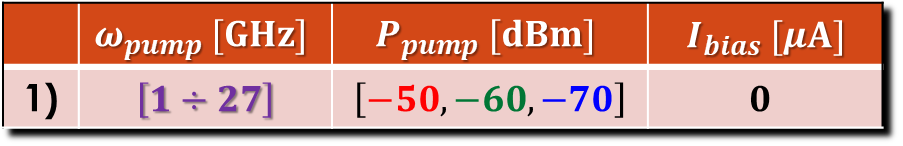 ω_pump [GHz] P_pump [dBm] I_bias [μA]
1) [1 ÷ 27] [−50, −60, −70] 0